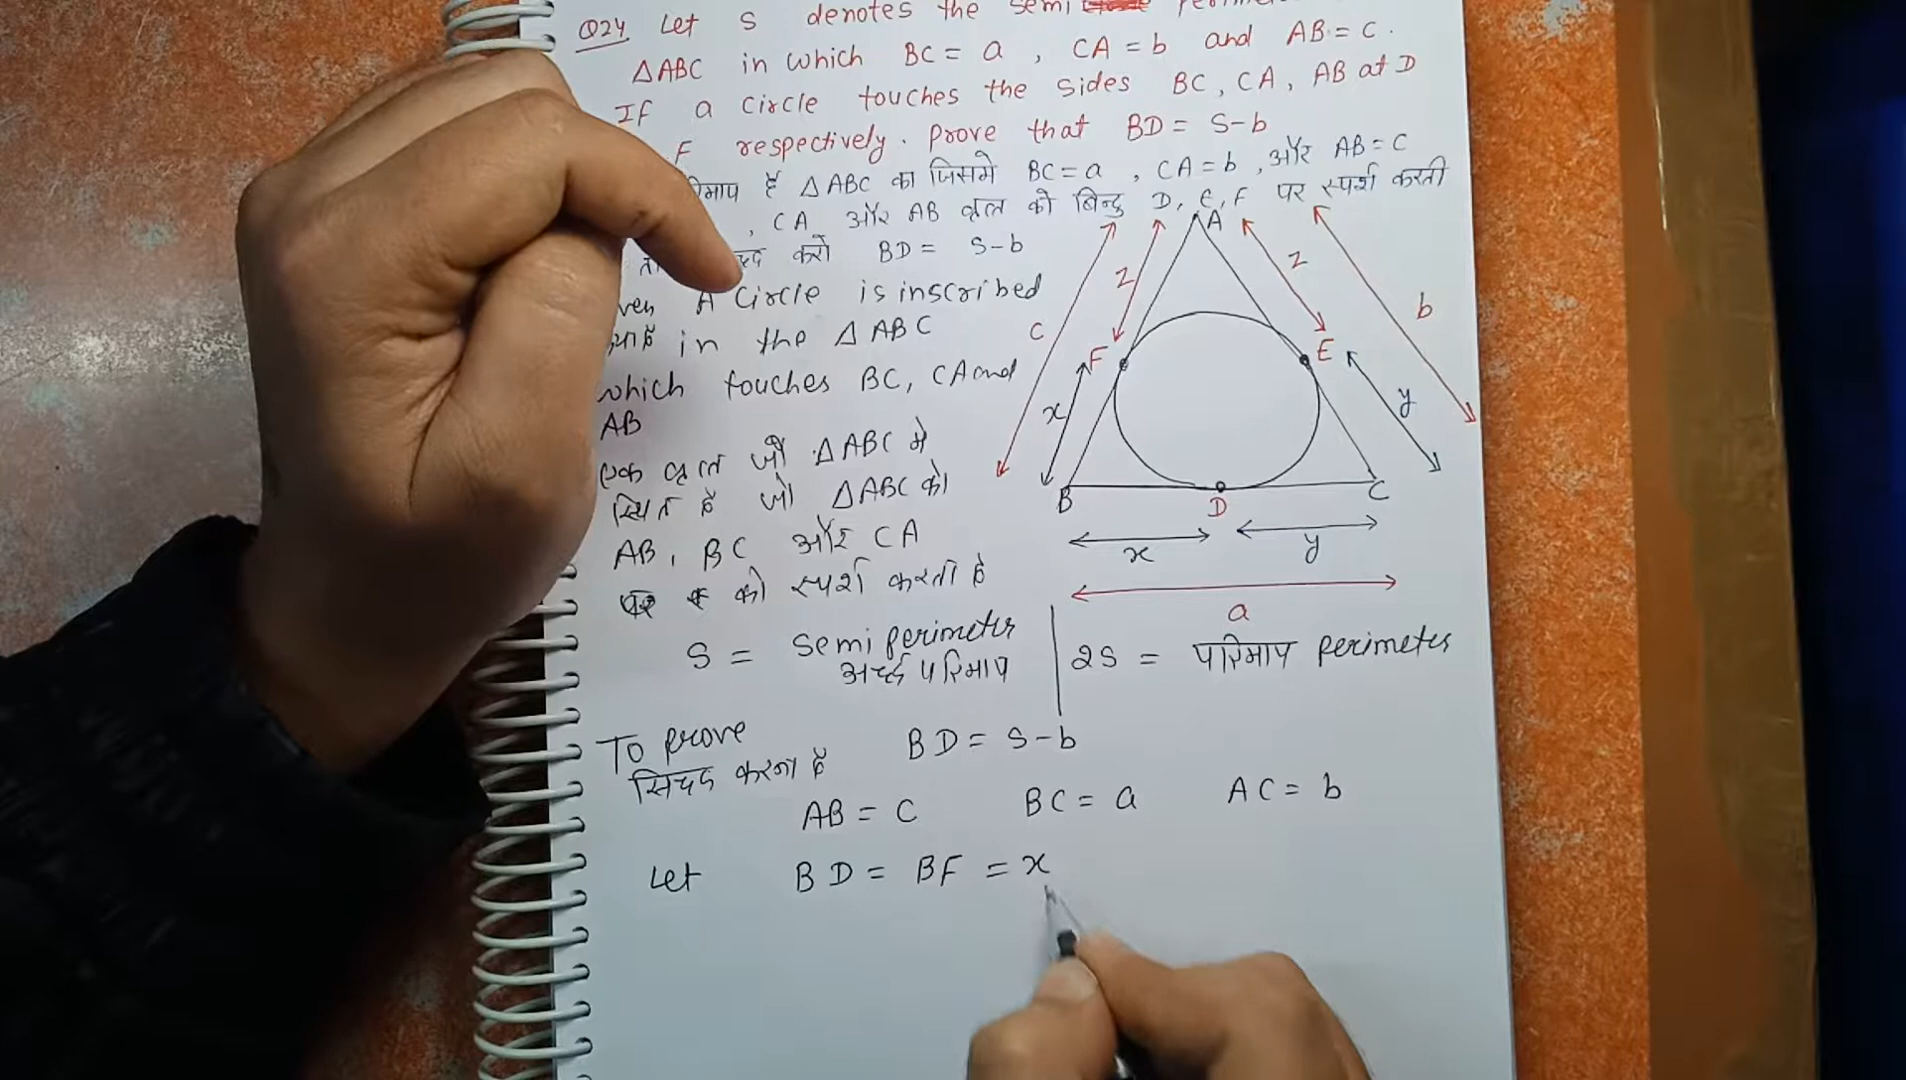 Q24 Let S denotes the semi
ΔABC in which BC = a , CA = b and AB = C .
If a circle touches the sides BC , CA , AB at D
F respectively . Prove that BD = S-b
है Δ ABC का जिसमे BC = a , CA = b , और AB = C
, CA और AB वृत्त को बिन्दु D, E, F पर स्पर्श करती
करो BD = S-b
A Circle is inscribed
in the Δ ABC
which touches BC, CA and
AB
एक वृत्त जो ΔABC मे
स्थित है जो ΔABC को
AB, BC और CA
को स्पर्श करता है
S = Semi perimeter
अर्द्ध परिमाप
2S = परिमाप perimeter
A
z
z
c
b
F
E
x
y
B
D
C
x
y
a
To prove BD = S-b
सिद्ध करना है
AB = C BC = a AC = b
Let BD = BF = x